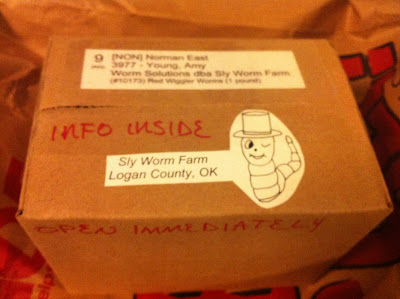 9 [NON] Norman East
3977 - Young, Amy
Worm Solutions dba Sly Worm Farm
(#10173) Red Wiggler Worms (1 pound)
INFO INSIDE
Sly Worm Farm
Logan County, OK
OPEN IMMEDIATELY